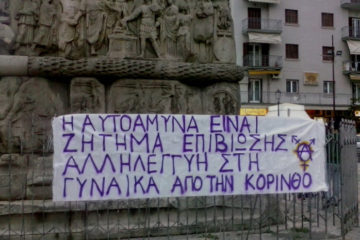 Η ΑΥΤΟΑΜΥΝΑ ΕΙΝΑΙ
ΖΗΤΗΜΑ ΕΠΙΒΙΩΣΗΣ
ΑΛΛΗΛΕΓΓΥΗ ΣΤΗ
ΓΥΝΑΙΚΑ ΑΠΟ ΤΗΝ ΚΟΡΙΝΘΟ